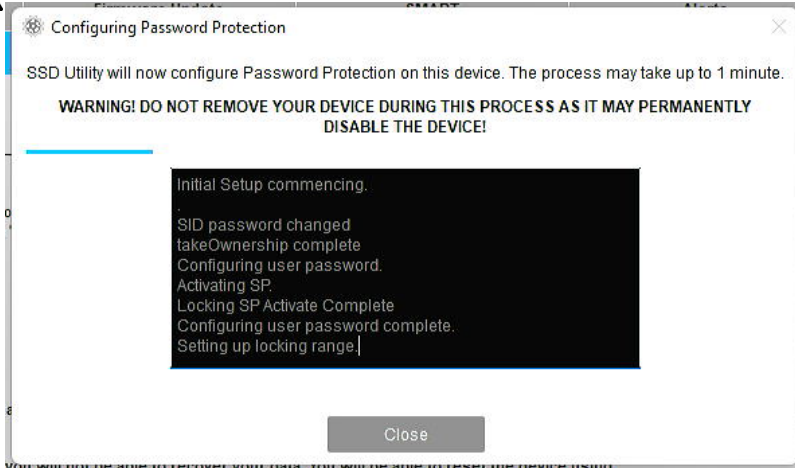 Firmware Update SMART Alerts
Configuring Password Protection
SSD Utility will now configure Password Protection on this device. The process may take up to 1 minute.
WARNING! DO NOT REMOVE YOUR DEVICE DURING THIS PROCESS AS IT MAY PERMANENTLY
DISABLE THE DEVICE!
Initial Setup commencing.
.
SID password changed
takeOwnership complete
Configuring user password.
Activating SP.
Locking SP Activate Complete
Configuring user password complete.
Setting up locking range.
Close
you will not be able to recover your data. You will be able to reset the device using